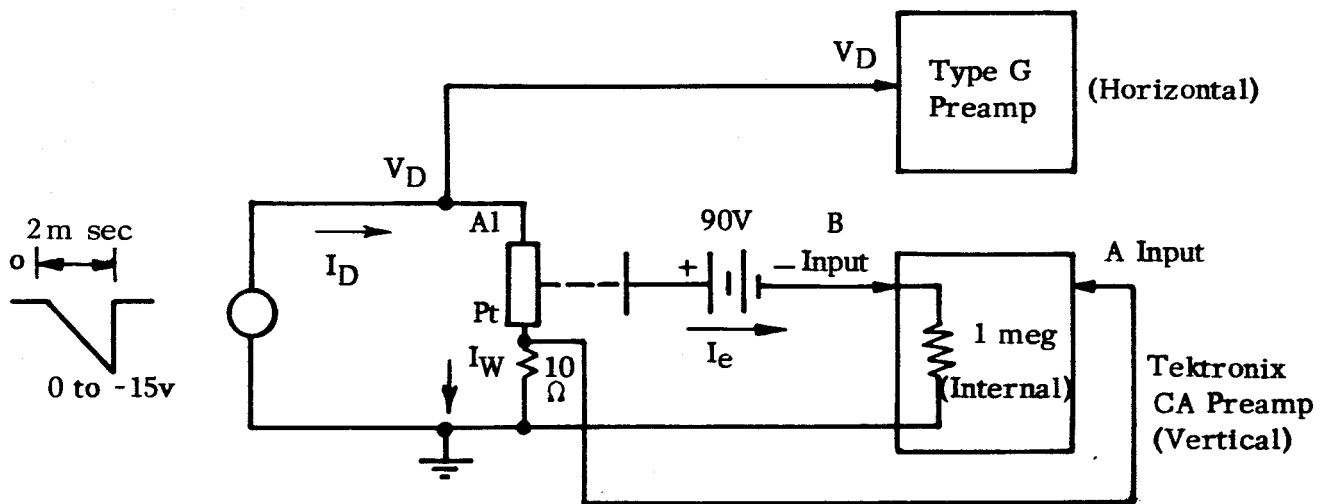 V_D
Type G
Preamp
(Horizontal)
V_D
Al
2 m sec
o
I_D
90V
B
Input
+
−
A Input
Pt
I_W
10
Ω
I_e
1 meg
(Internal)
0 to -15v
Tektronix
CA Preamp
(Vertical)